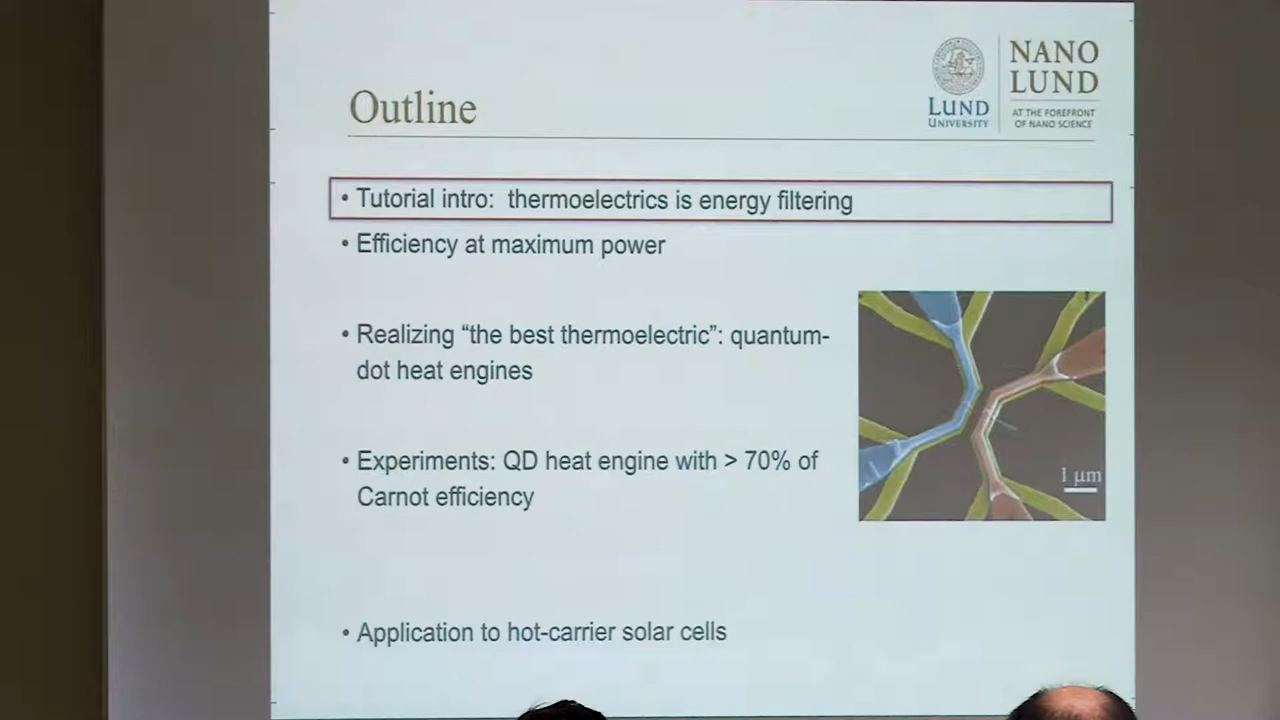 Outline
LUND
UNIVERSITY
NANO
LUND
AT THE FOREFRONT
OF NANO SCIENCE
• Tutorial intro: thermoelectrics is energy filtering
• Efficiency at maximum power
• Realizing “the best thermoelectric”: quantum-
dot heat engines
• Experiments: QD heat engine with > 70% of
Carnot efficiency
1 μm
• Application to hot-carrier solar cells